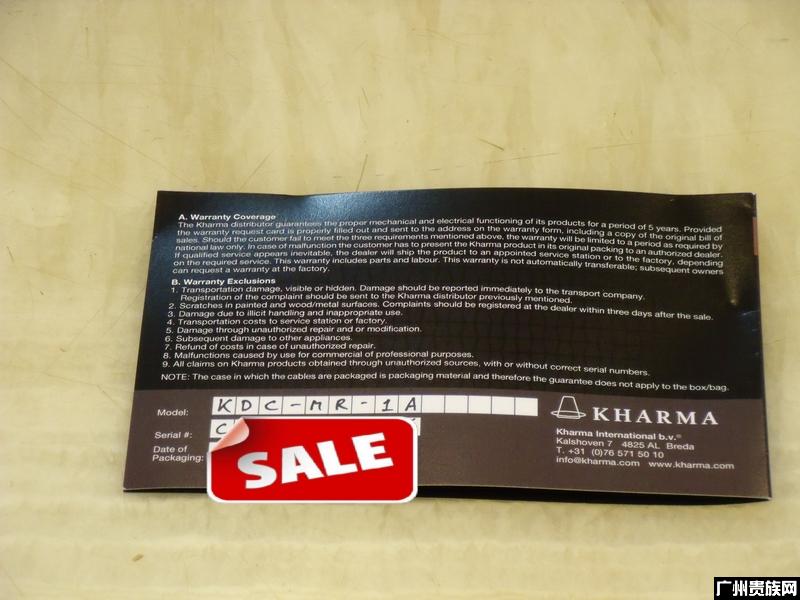 A. Warranty Coverage
The Kharma distributor guarantees the proper mechanical and electrical functioning of its products for a period of 5 years. Provided
the warranty request card is properly filled out and sent to the address on the warranty form, including a copy of the original bill of
sales. Should the customer fail to meet the three requirements mentioned above, the warranty will be limited to a period as required by
national law only. In case of malfunction the customer has to present the Kharma product in its original packing to an authorized dealer.
If qualified service appears inevitable, the dealer will ship the product to an appointed service station or to the factory, depending
on the required service. This warranty includes parts and labour. This warranty is not automatically transferable; subsequent owners
can request a warranty at the factory.
B. Warranty Exclusions
1. Transportation damage, visible or hidden. Damage should be reported immediately to the transport company.
Registration of the complaint should be sent to the Kharma distributor previously mentioned.
2. Scratches in painted and wood/metal surfaces. Complaints should be registered at the dealer within three days after the sale.
3. Damage due to illicit handling and inappropriate use.
4. Transportation costs to service station or factory.
5. Damage through unauthorized repair and or modification.
6. Subsequent damage to other appliances.
7. Refund of costs in case of unauthorized repair.
8. Malfunctions caused by use for commercial of professional purposes.
9. All claims on Kharma products obtained through unauthorized sources, with or without correct serial numbers.
NOTE: The case in which the cables are packaged is packaging material and therefore the guarantee does not apply to the box/bag.
Model: KDC-MR-1A
Serial #: C
Date of
Packaging:
SALE
KHARMA
Kharma International b.v.®
Kalshoven 7 4825 AL Breda
T. +31 (0)76 571 50 10
info@kharma.com www.kharma.com
广州贵族网